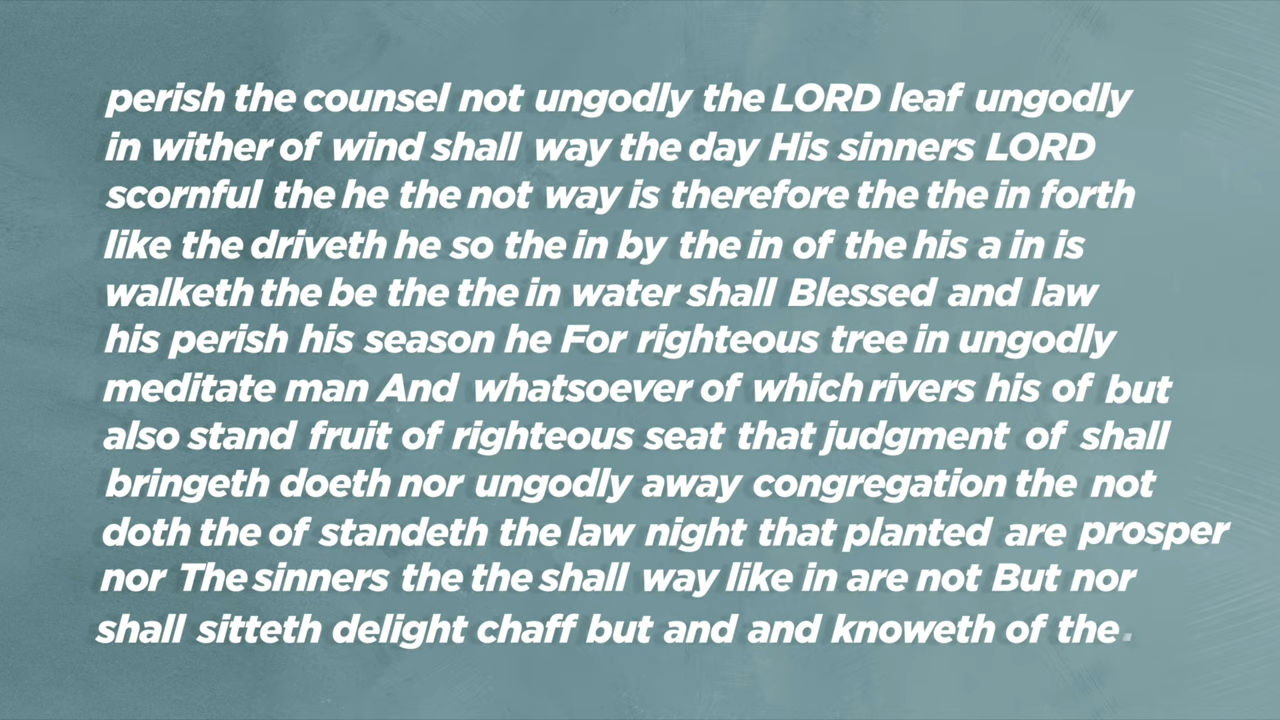 perish the counsel not ungodly the LORD leaf ungodly
in wither of wind shall way the day His sinners LORD
scornful the he the not way is therefore the the in forth
like the driveth he so the in by the in of the his a in is
walketh the be the the in water shall Blessed and law
his perish his season he For righteous tree in ungodly
meditate man And whatsoever of which rivers his of but
also stand fruit of righteous seat that judgment of shall
bringeth doeth nor ungodly away congregation the not
doth the of standeth the law night that planted are prosper
nor The sinners the the shall way like in are not But nor
shall sitteth delight chaff but and and knoweth of the.